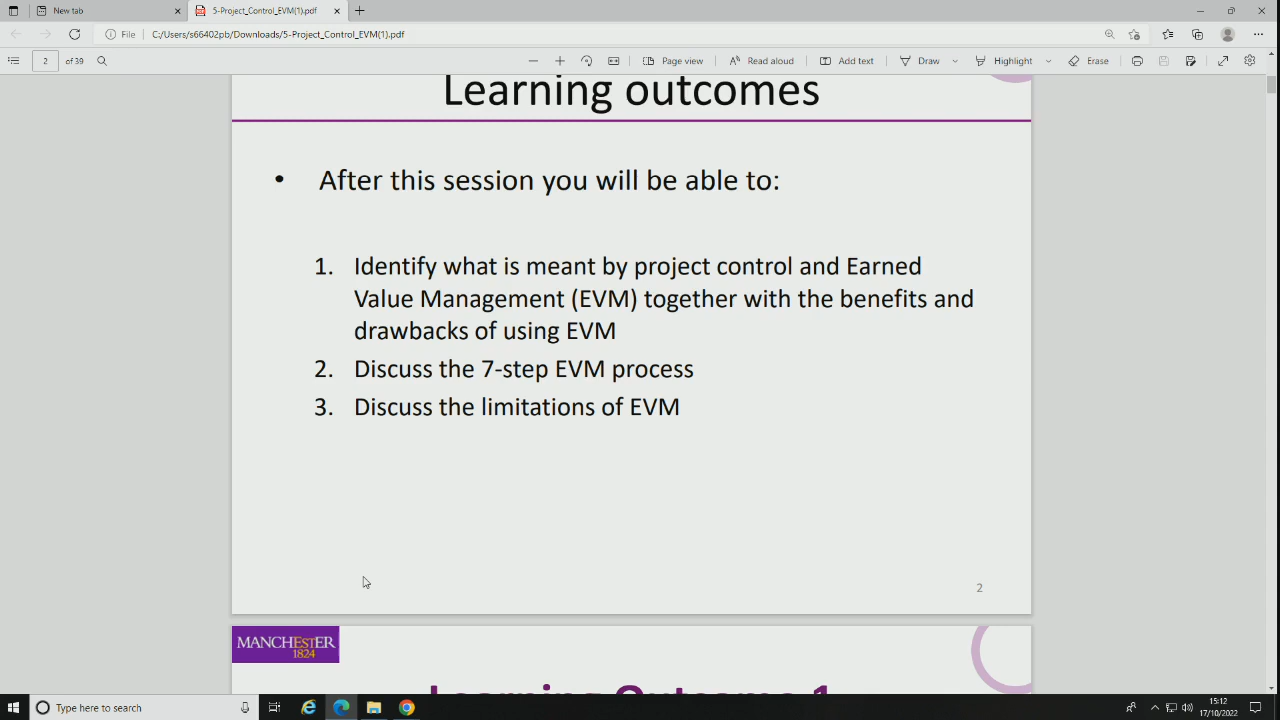 New tab
5-Project_Control_EVM(1).pdf
File
C:/Users/s66402pb/Downloads/5-Project_Control_EVM(1).pdf
2 of 39
Page view
Read aloud
Add text
Draw
Highlight
Erase
Learning outcomes
• After this session you will be able to:
1. Identify what is meant by project control and Earned
Value Management (EVM) together with the benefits and
drawbacks of using EVM
2. Discuss the 7-step EVM process
3. Discuss the limitations of EVM
2
MANCHESTER
1824
Learning Outcome 1
Type here to search
15:12
17/10/2022